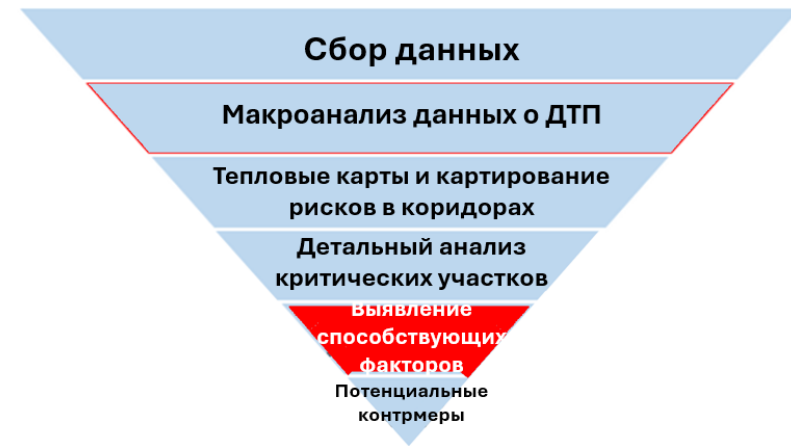 Сбор данных
Макроанализ данных о ДТП
Тепловые карты и картирование
рисков в коридорах
Детальный анализ
критических участков
Выявление
способствующих
факторов
Потенциальные
контрмеры